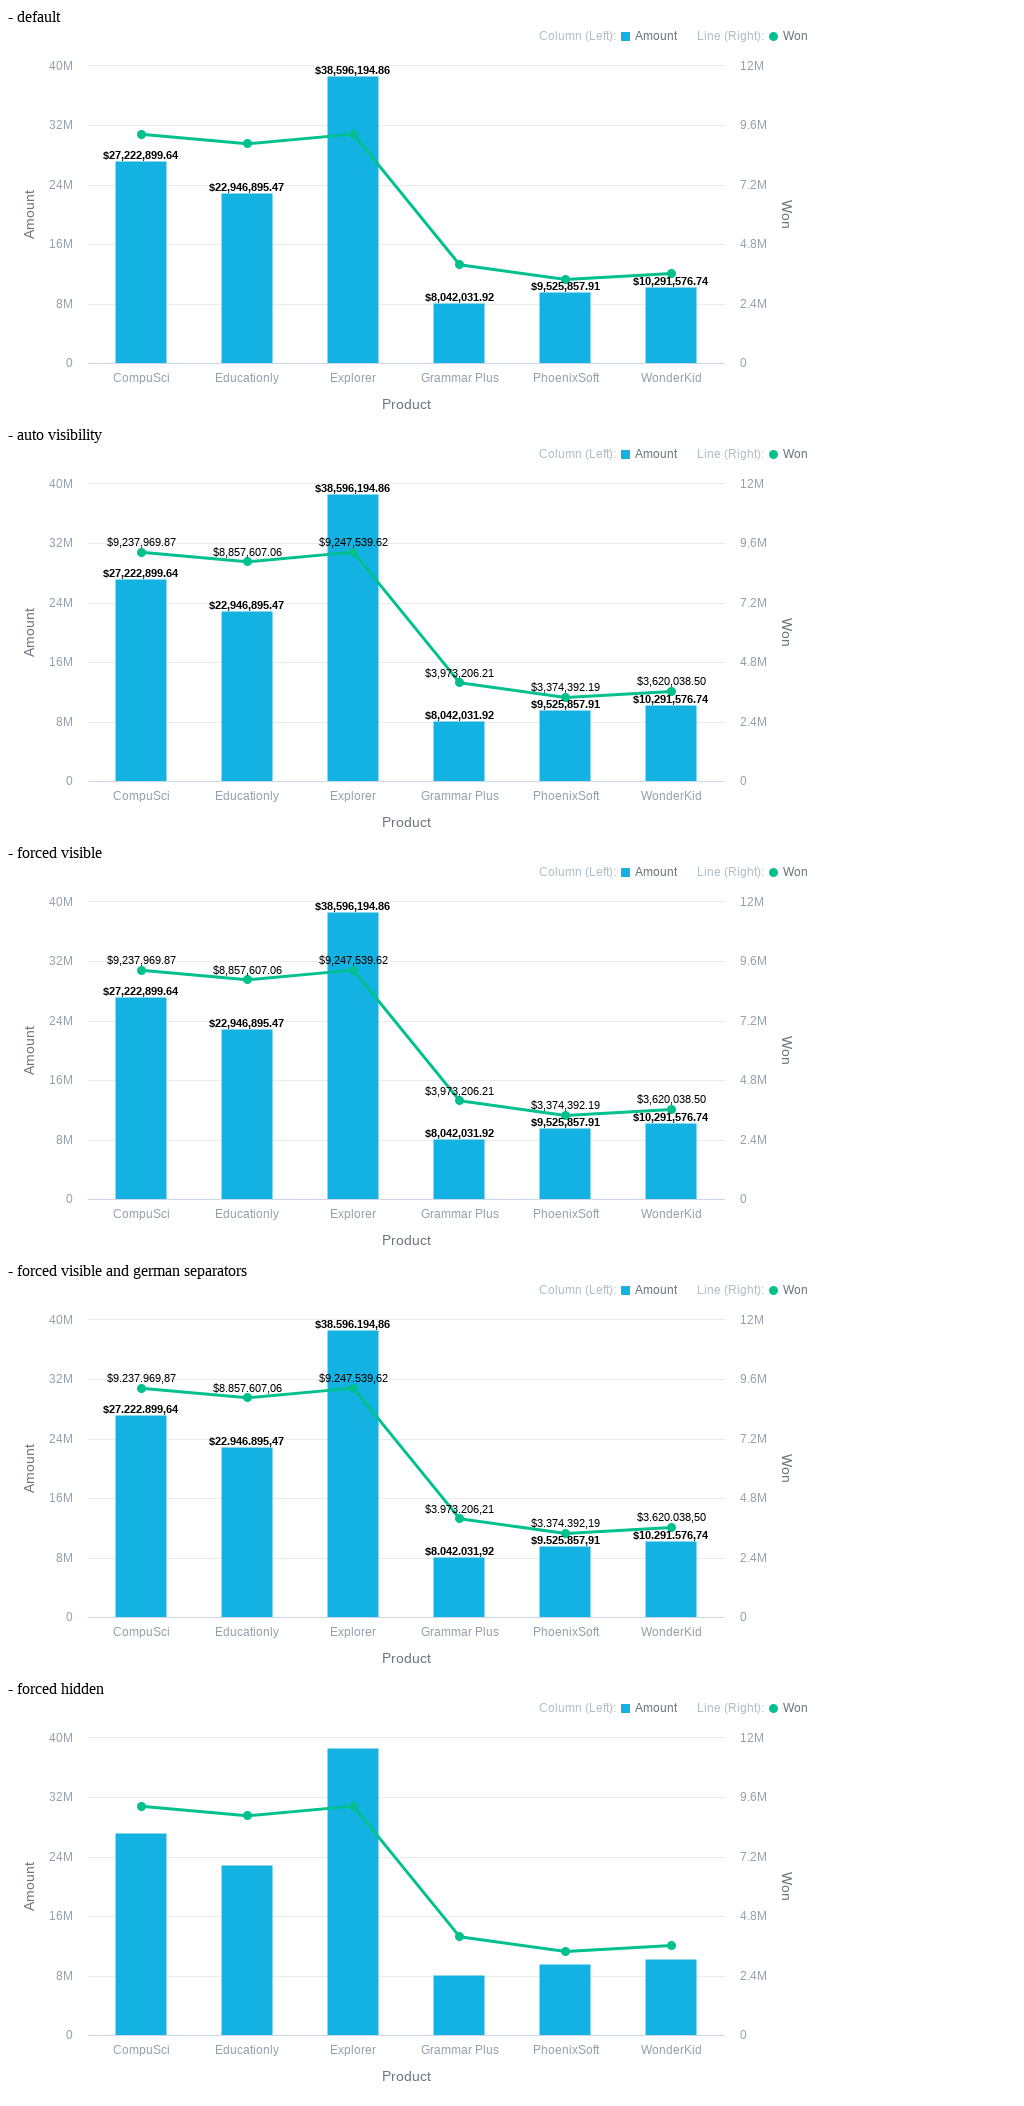 - default
Column (Left): Amount Line (Right): Won
40M 12M
$38,596,194.86
32M 9.6M
$27,222,899.64
24M 7.2M
$22,946,895.47
Amount Won
16M 4.8M
$9,525,857.91 $10,291,576.74
$8,042,031.92
8M 2.4M
0 0
CompuSci Educationly Explorer Grammar Plus PhoenixSoft WonderKid
Product
- auto visibility
Column (Left): Amount Line (Right): Won
40M 12M
$38,596,194.86
32M 9.6M
$9,237,969.87 $8,857,607.06 $9,247,539.62
$27,222,899.64
24M 7.2M
$22,946,895.47
Amount Won
16M 4.8M
$3,973,206.21 $3,374,392.19 $3,620,038.50
$8,042,031.92 $9,525,857.91 $10,291,576.74
8M 2.4M
0 0
CompuSci Educationly Explorer Grammar Plus PhoenixSoft WonderKid
Product
- forced visible
Column (Left): Amount Line (Right): Won
40M 12M
$38,596,194.86
32M 9.6M
$9,237,969.87 $8,857,607.06 $9,247,539.62
$27,222,899.64
24M 7.2M
$22,946,895.47
Amount Won
16M 4.8M
$3,973,206.21 $3,374,392.19 $3,620,038.50
$8,042,031.92 $9,525,857.91 $10,291,576.74
8M 2.4M
0 0
CompuSci Educationly Explorer Grammar Plus PhoenixSoft WonderKid
Product
- forced visible and german separators
Column (Left): Amount Line (Right): Won
40M 12M
$38.596.194,86
32M 9.6M
$9.237.969,87 $8.857.607,06 $9.247.539,62
$27.222.899,64
24M 7.2M
$22.946.895,47
Amount Won
16M 4.8M
$3.973.206,21 $3.374.392,19 $3.620.038,50
$8.042.031,92 $9.525.857,91 $10.291.576,74
8M 2.4M
0 0
CompuSci Educationly Explorer Grammar Plus PhoenixSoft WonderKid
Product
- forced hidden
Column (Left): Amount Line (Right): Won
40M 12M
32M 9.6M
24M 7.2M
Amount Won
16M 4.8M
8M 2.4M
0 0
CompuSci Educationly Explorer Grammar Plus PhoenixSoft WonderKid
Product